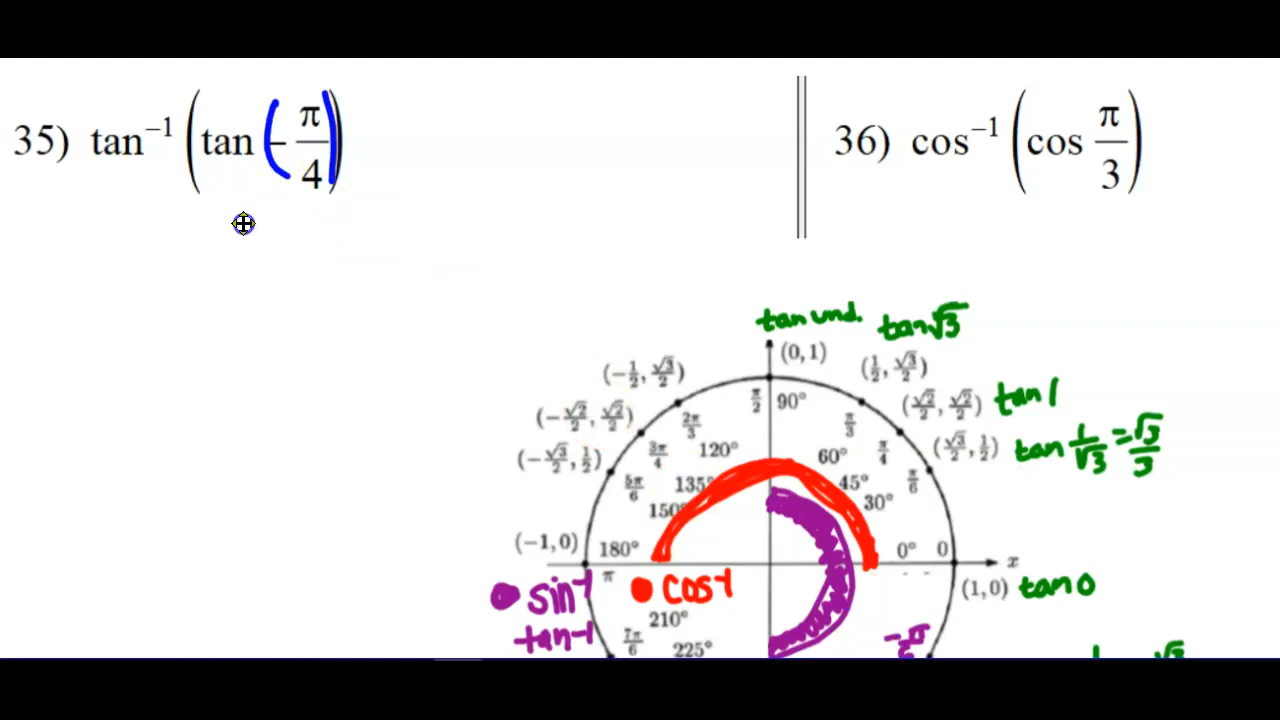 35) tan⁻¹ (tan (−π/4))
36) cos⁻¹ (cos π/3)
tan und. tan √3
(0, 1)
(−1/2, √3/2) (1/2, √3/2)
(−√2/2, √2/2) (√2/2, √2/2) tan 1
(−√3/2, 1/2) (√3/2, 1/2) tan 1/√3 = √3/3
π/2 90°
2π/3 π/3
3π/4 120° 60° π/4
5π/6 135° 45° π/6
150° 30°
(−1, 0) 180° 0° 0
π x
sin⁻¹ cos⁻¹ (1, 0) tan 0
tan⁻¹ 210°
7π/6 225°